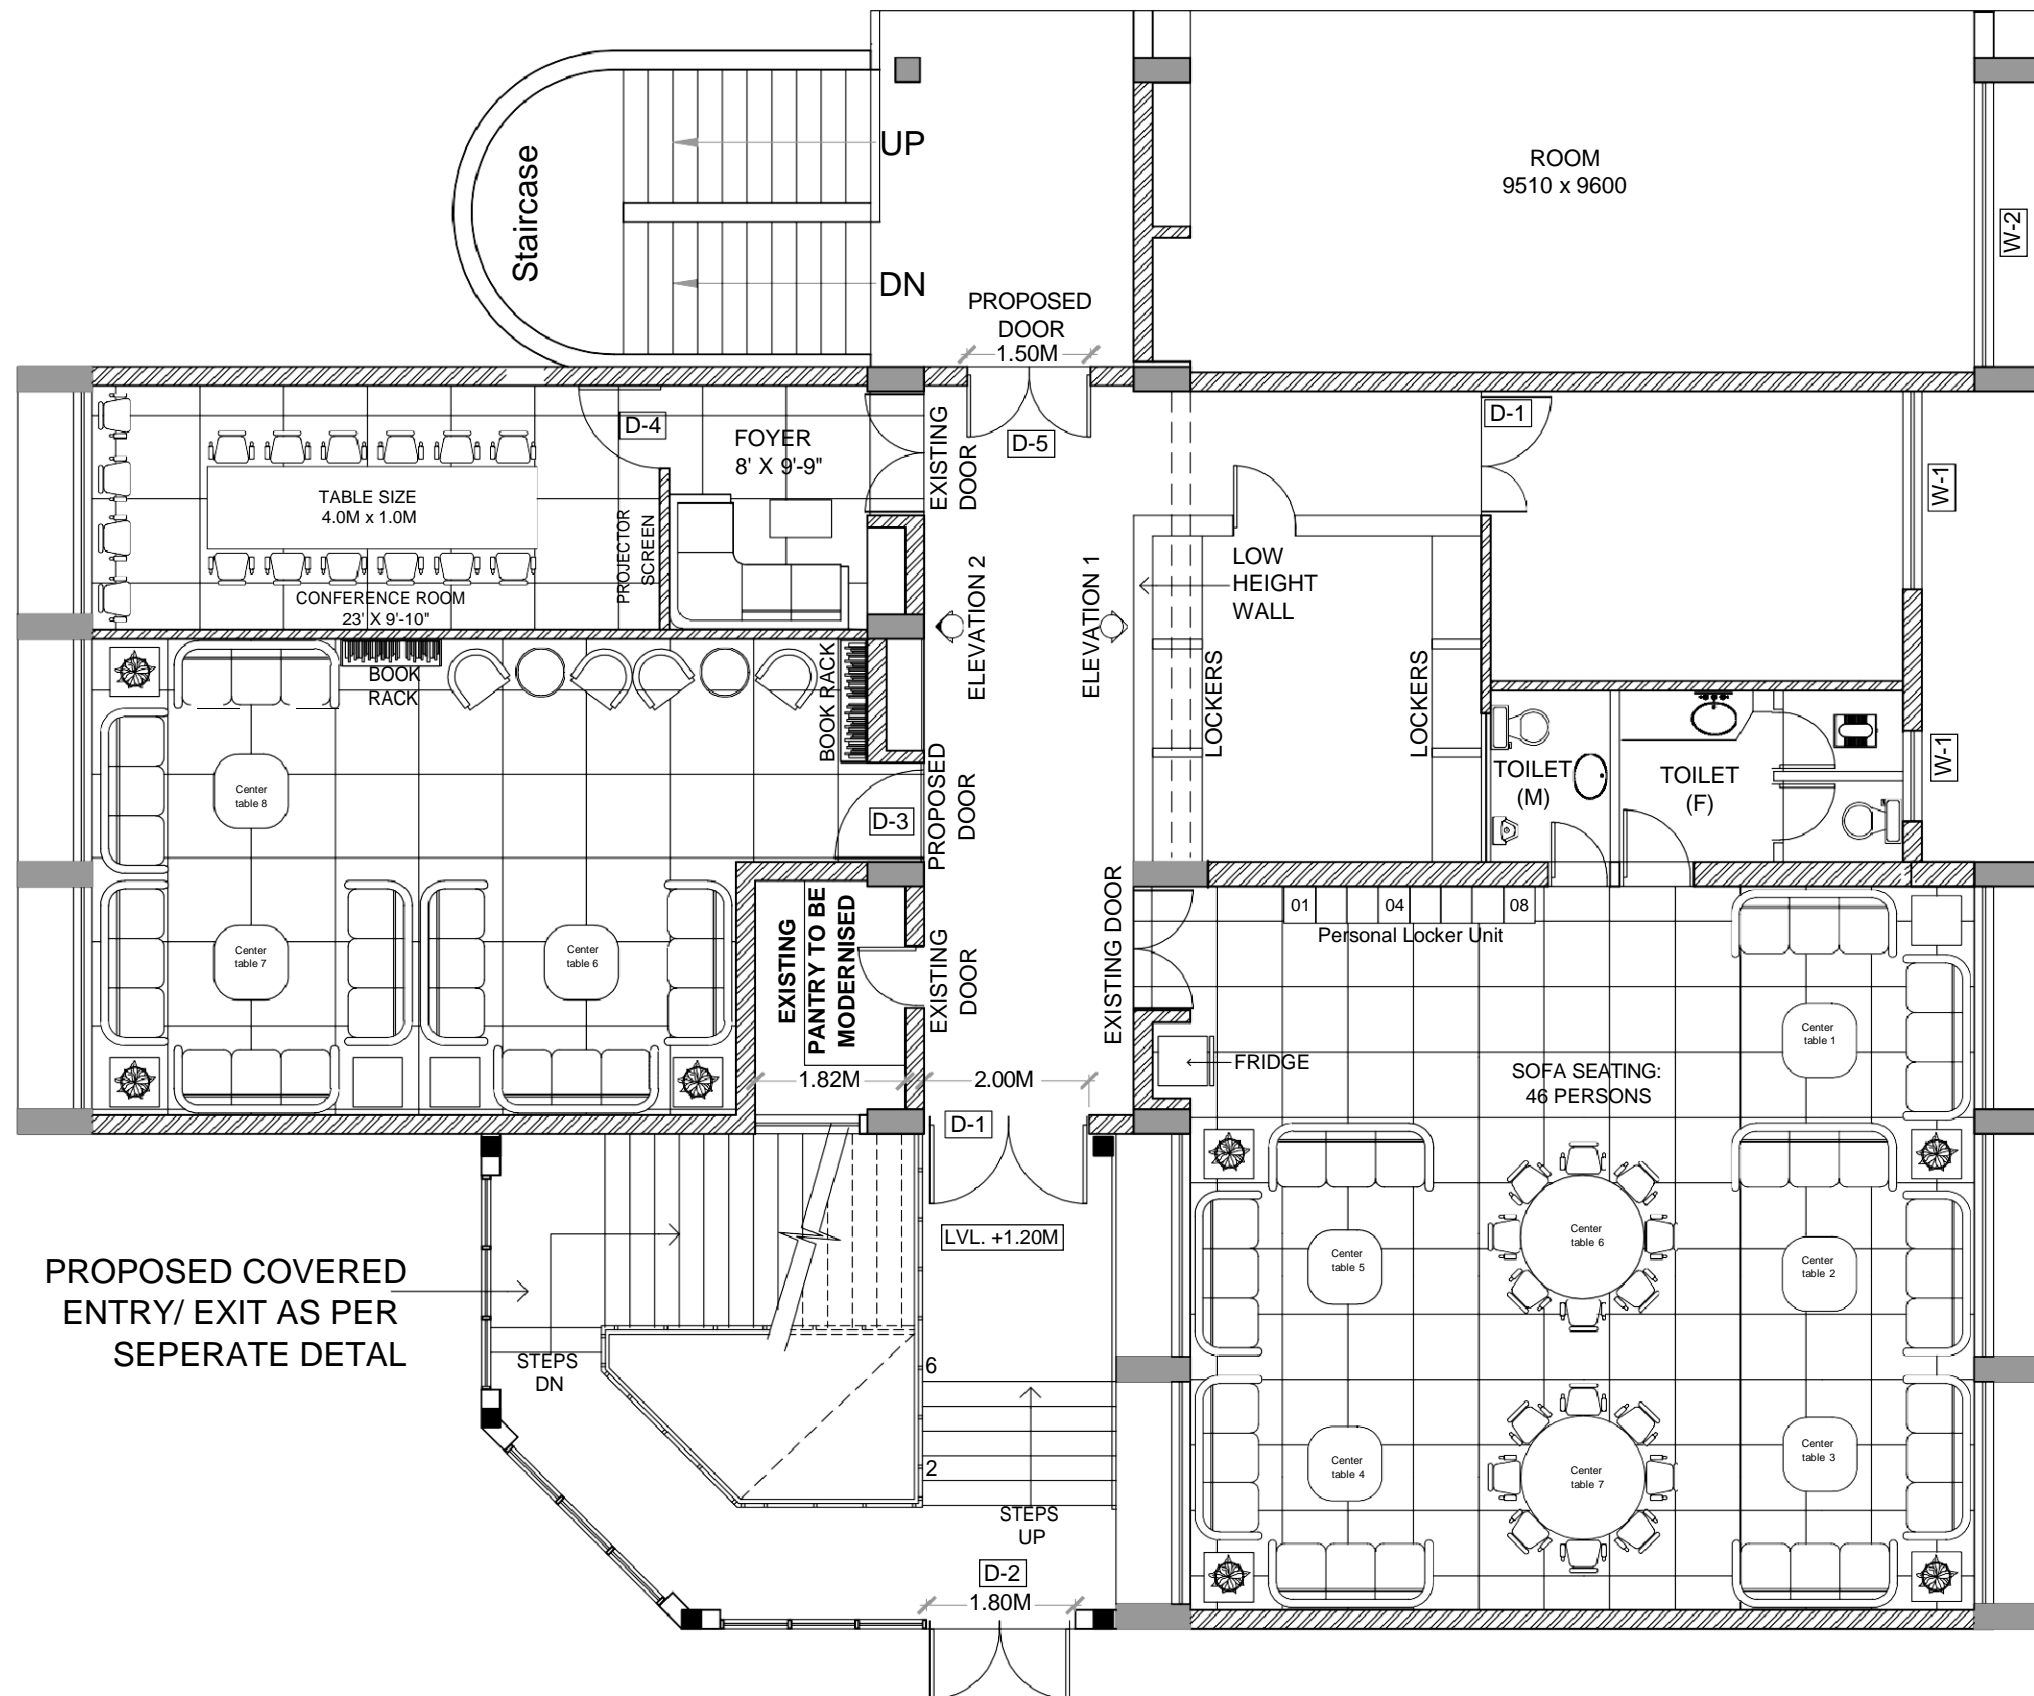 UP
Staircase
DN
ROOM
9510 x 9600
W-2
PROPOSED
DOOR
1.50M
D-5
D-4
FOYER
8' X 9'-9"
EXISTING
DOOR
D-1
W-1
TABLE SIZE
4.0M x 1.0M
PROJECTOR
SCREEN
CONFERENCE ROOM
23' X 9'-10"
ELEVATION 2
ELEVATION 1
LOW
HEIGHT
WALL
BOOK
RACK
BOOK RACK
LOCKERS
LOCKERS
TOILET
(M)
TOILET
(F)
W-1
Center
table 8
PROPOSED
DOOR
D-3
Center
table 7
Center
table 6
EXISTING
PANTRY TO BE
MODERNISED
EXISTING
DOOR
EXISTING DOOR
01
04
08
Personal Locker Unit
FRIDGE
SOFA SEATING:
46 PERSONS
Center
table 1
1.82M
2.00M
D-1
LVL. +1.20M
PROPOSED COVERED
ENTRY/ EXIT AS PER
SEPERATE DETAL
STEPS
DN
6
2
STEPS
UP
D-2
1.80M
Center
table 5
Center
table 6
Center
table 2
Center
table 4
Center
table 7
Center
table 3